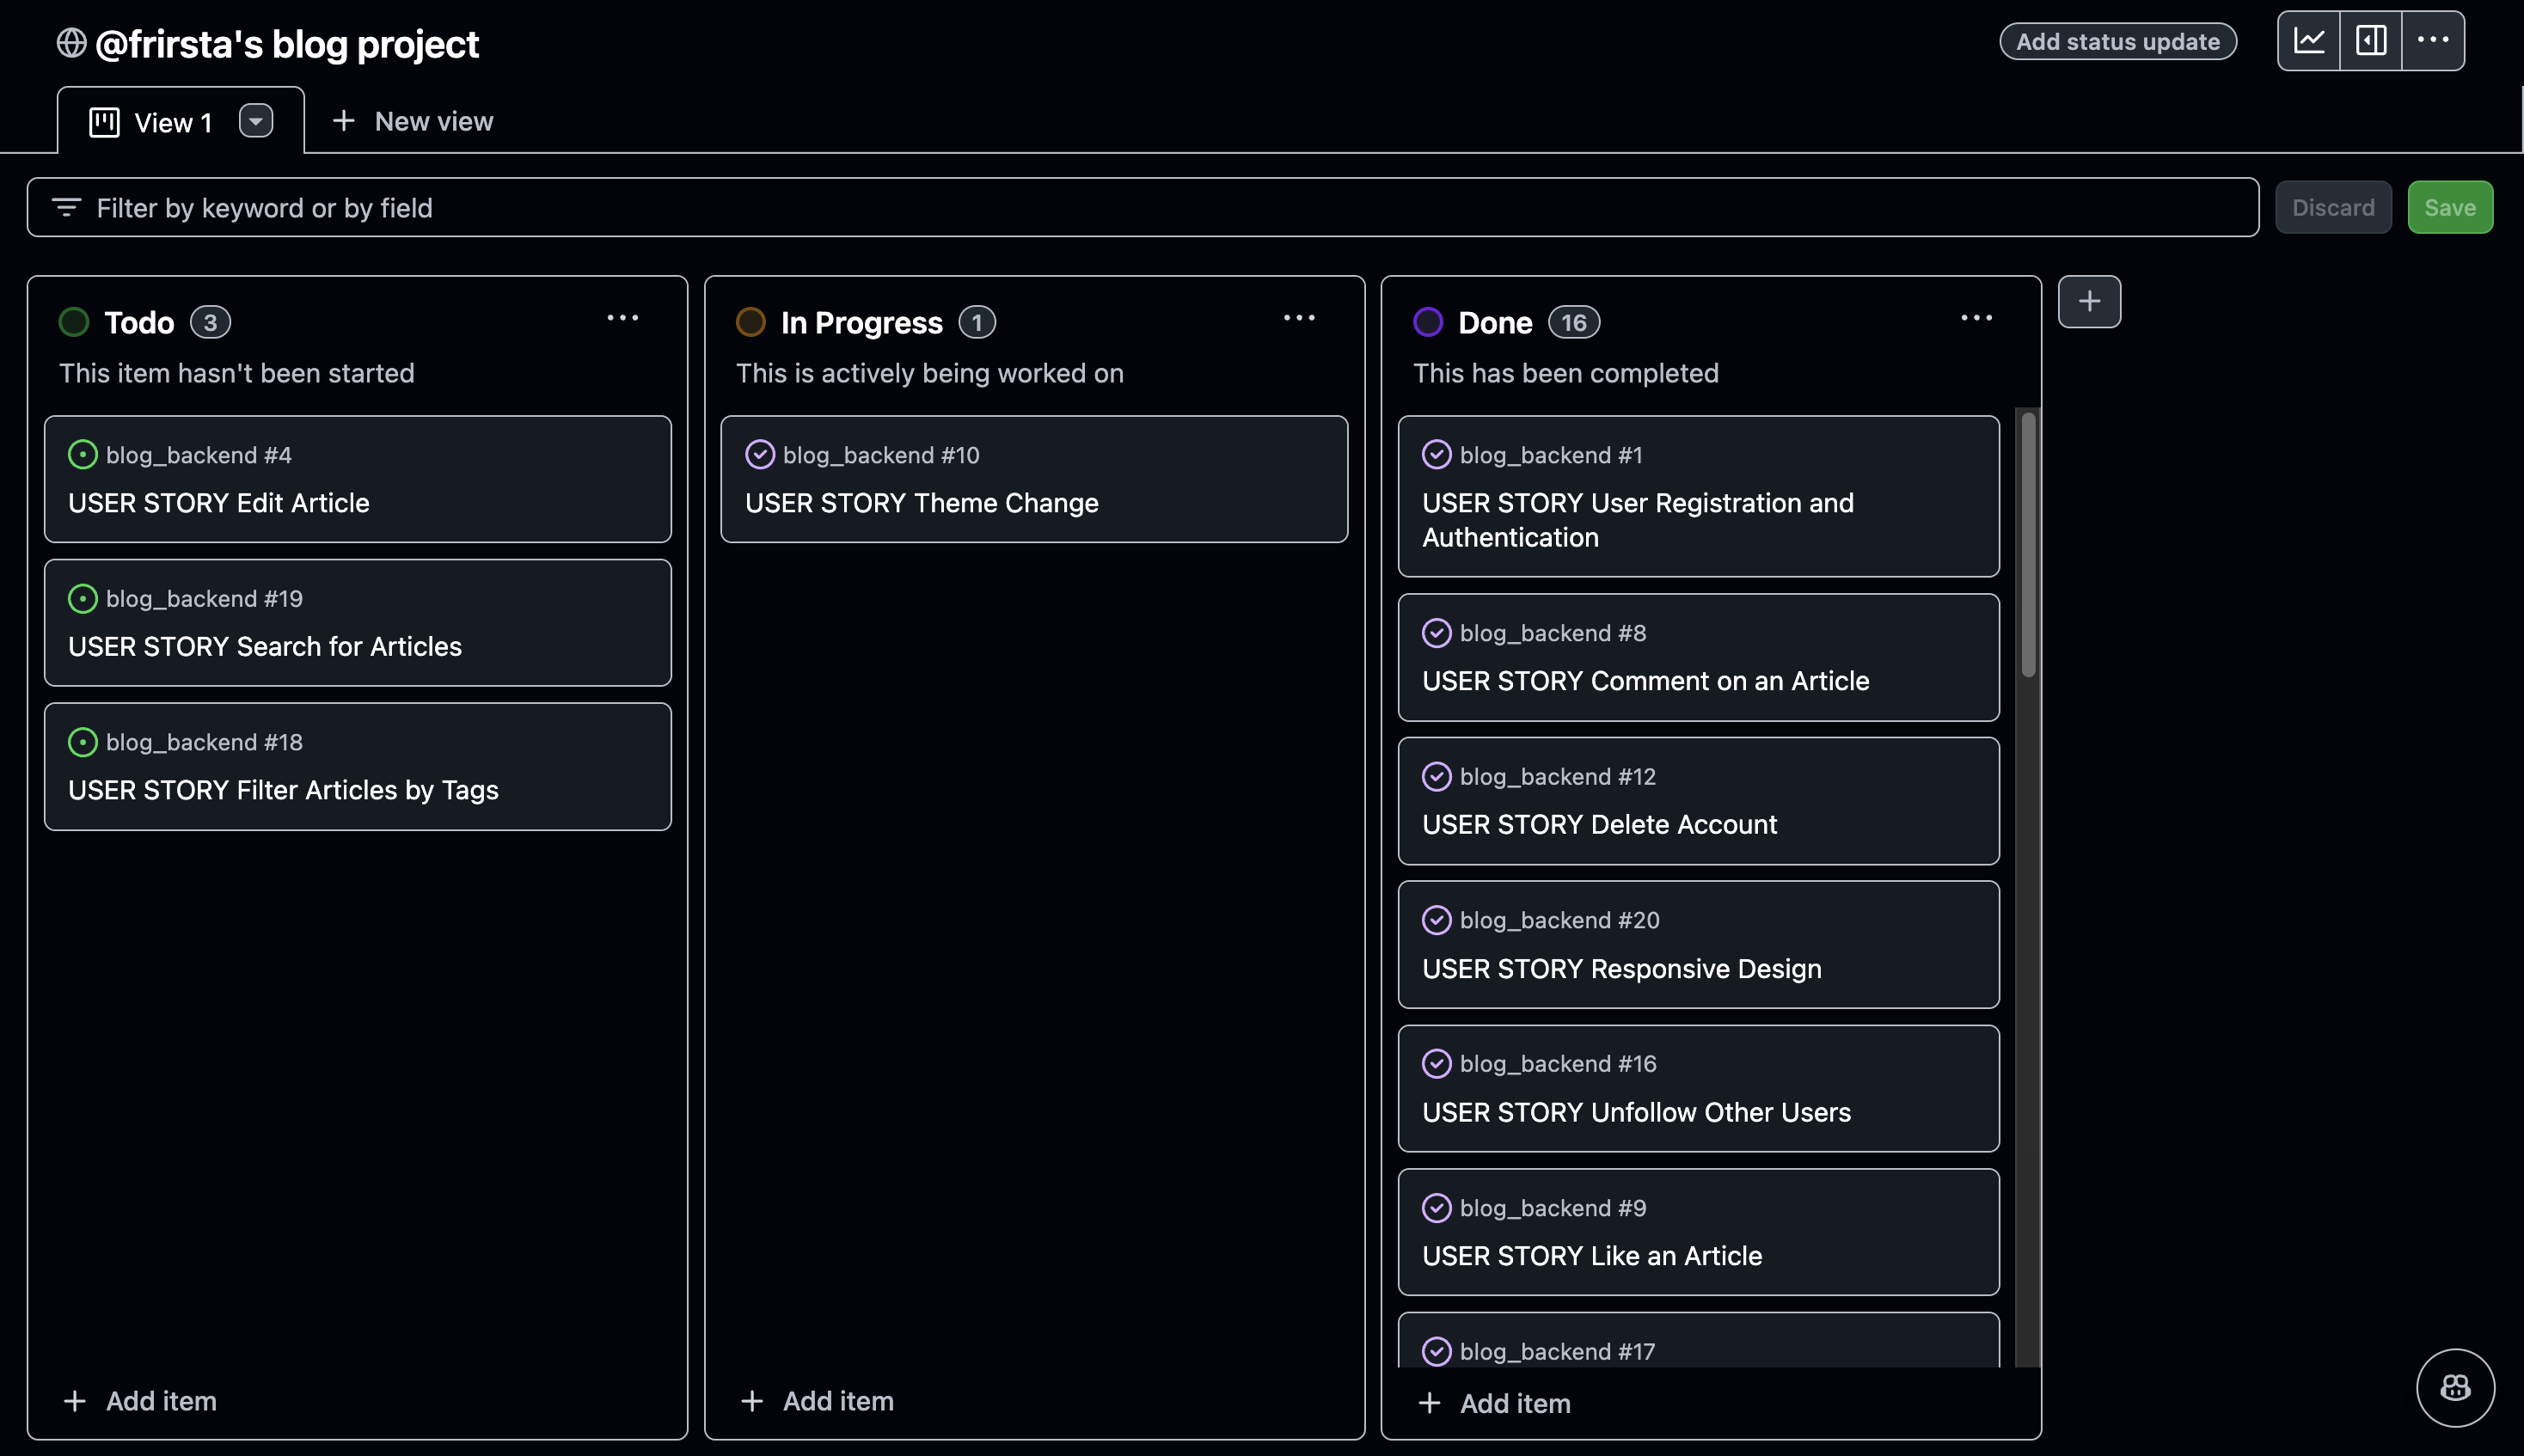 @frirsta's blog project
Add status update
View 1
New view
Filter by keyword or by field
Discard
Save
Todo 3
This item hasn't been started
blog_backend #4
USER STORY Edit Article
blog_backend #19
USER STORY Search for Articles
blog_backend #18
USER STORY Filter Articles by Tags
Add item
In Progress 1
This is actively being worked on
blog_backend #10
USER STORY Theme Change
Add item
Done 16
This has been completed
blog_backend #1
USER STORY User Registration and
Authentication
blog_backend #8
USER STORY Comment on an Article
blog_backend #12
USER STORY Delete Account
blog_backend #20
USER STORY Responsive Design
blog_backend #16
USER STORY Unfollow Other Users
blog_backend #9
USER STORY Like an Article
blog_backend #17
Add item